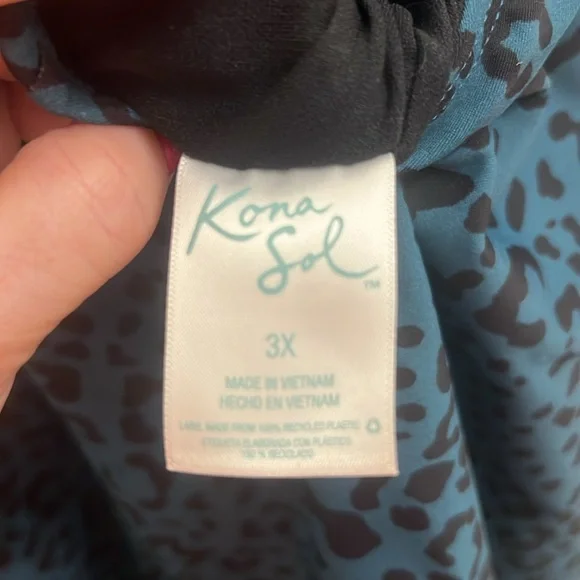 Kona
Sol™
3X
MADE IN VIETNAM
HECHO EN VIETNAM
LABEL MADE FROM 100% RECYCLED PLASTIC
ETIQUETA ELABORADA CON PLÁSTICO
100% RECICLADO